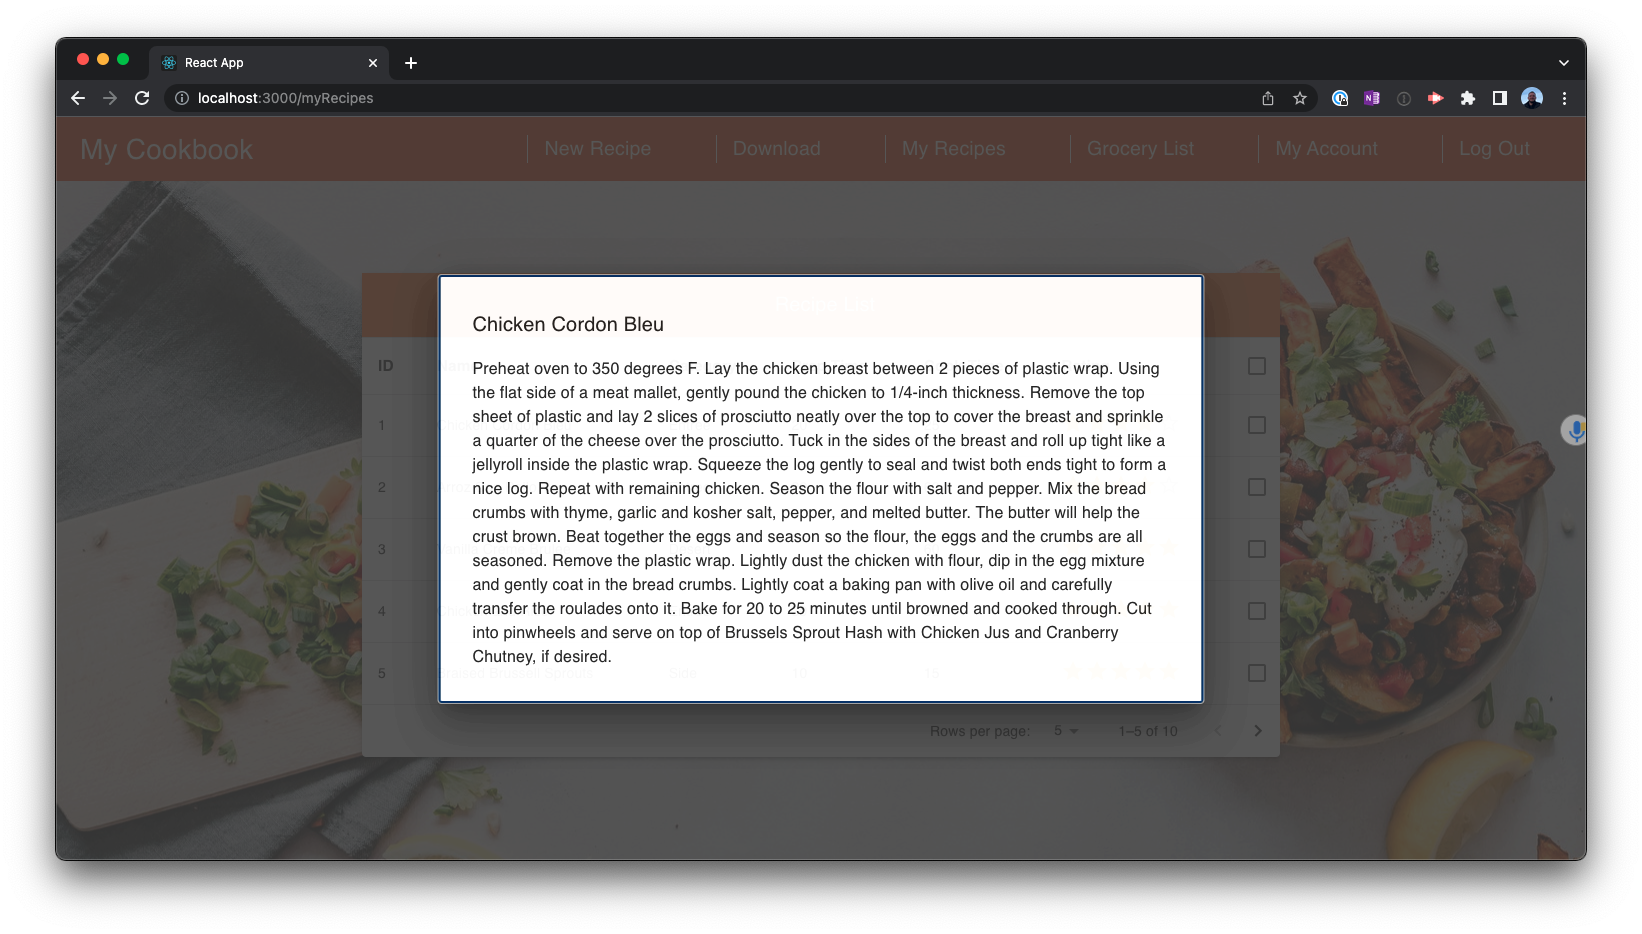 React App
localhost:3000/myRecipes
My Cookbook
New Recipe
Download
My Recipes
Grocery List
My Account
Log Out
Recipe List
Chicken Cordon Bleu
ID
Preheat oven to 350 degrees F. Lay the chicken breast between 2 pieces of plastic wrap. Using
the flat side of a meat mallet, gently pound the chicken to 1/4-inch thickness. Remove the top
sheet of plastic and lay 2 slices of prosciutto neatly over the top to cover the breast and sprinkle
1
a quarter of the cheese over the prosciutto. Tuck in the sides of the breast and roll up tight like a
jellyroll inside the plastic wrap. Squeeze the log gently to seal and twist both ends tight to form a
2
nice log. Repeat with remaining chicken. Season the flour with salt and pepper. Mix the bread
crumbs with thyme, garlic and kosher salt, pepper, and melted butter. The butter will help the
crust brown. Beat together the eggs and season so the flour, the eggs and the crumbs are all
3
seasoned. Remove the plastic wrap. Lightly dust the chicken with flour, dip in the egg mixture
and gently coat in the bread crumbs. Lightly coat a baking pan with olive oil and carefully
transfer the roulades onto it. Bake for 20 to 25 minutes until browned and cooked through. Cut
4
into pinwheels and serve on top of Brussels Sprout Hash with Chicken Jus and Cranberry
Chutney, if desired.
5
Braised Brussel Sprouts
Side
10
15
Rows per page:
5
1–5 of 10